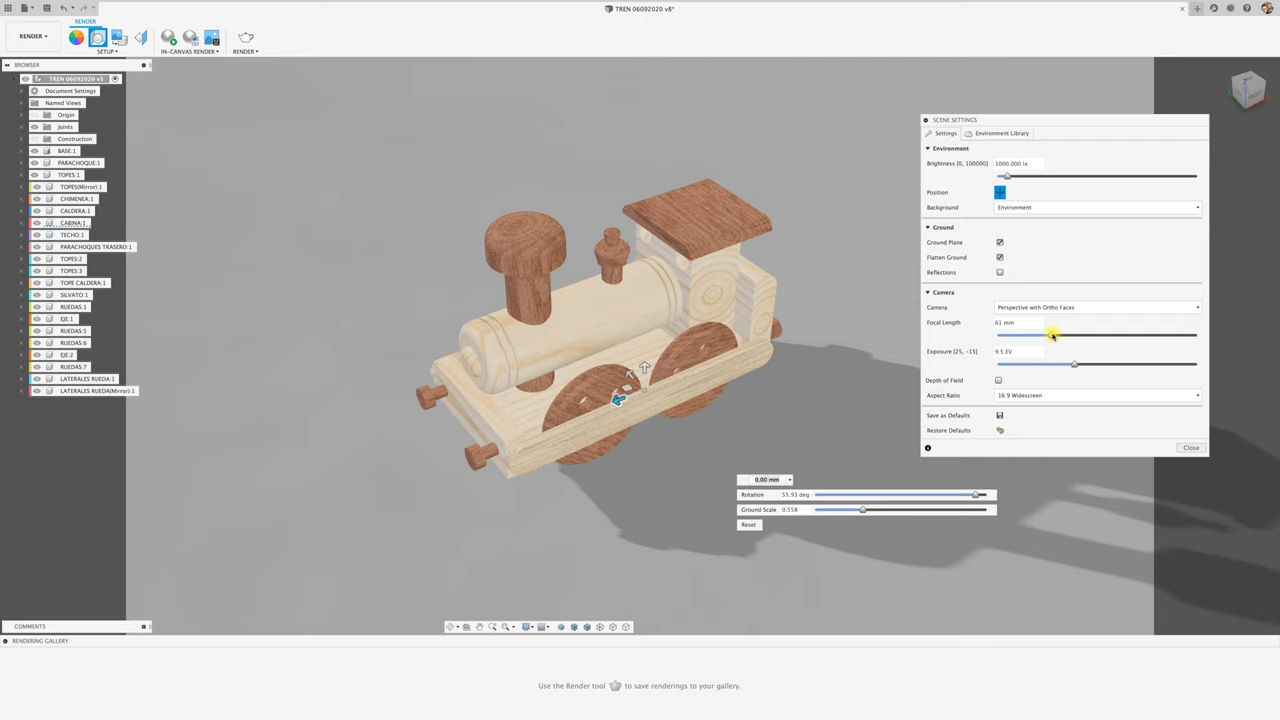 TREN 06092020 v8*
RENDER
RENDER
SETUP
IN-CANVAS RENDER
RENDER
BROWSER
TREN 06092020 v5
Document Settings
Named Views
Origin
Joints
Construction
BASE:1
PARACHOQUE:1
TOPES:1
TOPES(Mirror):1
CHIMENEA:1
CALDERA:1
CABINA:1
TECHO:1
PARACHOQUES TRASERO:1
TOPES:2
TOPES:3
TOPE CALDERA:1
SILVATO:1
RUEDAS:1
EJE:1
RUEDAS:5
RUEDAS:6
EJE:2
RUEDAS:7
LATERALES RUEDA:1
LATERALES RUEDA(Mirror):1
SCENE SETTINGS
Settings
Environment Library
Environment
Brightness [0, 100000] 1000.000 lx
Position
Background Environment
Ground
Ground Plane
Flatten Ground
Reflections
Camera
Camera Perspective with Ortho Faces
Focal Length 61 mm
Exposure [25, -15] 9.5 EV
Depth of Field
Aspect Ratio 16:9 Widescreen
Save as Defaults
Restore Defaults
Close
0.00 mm
Rotation 55.93 deg
Ground Scale 0.558
Reset
COMMENTS
RENDERING GALLERY
Use the Render tool to save renderings to your gallery.